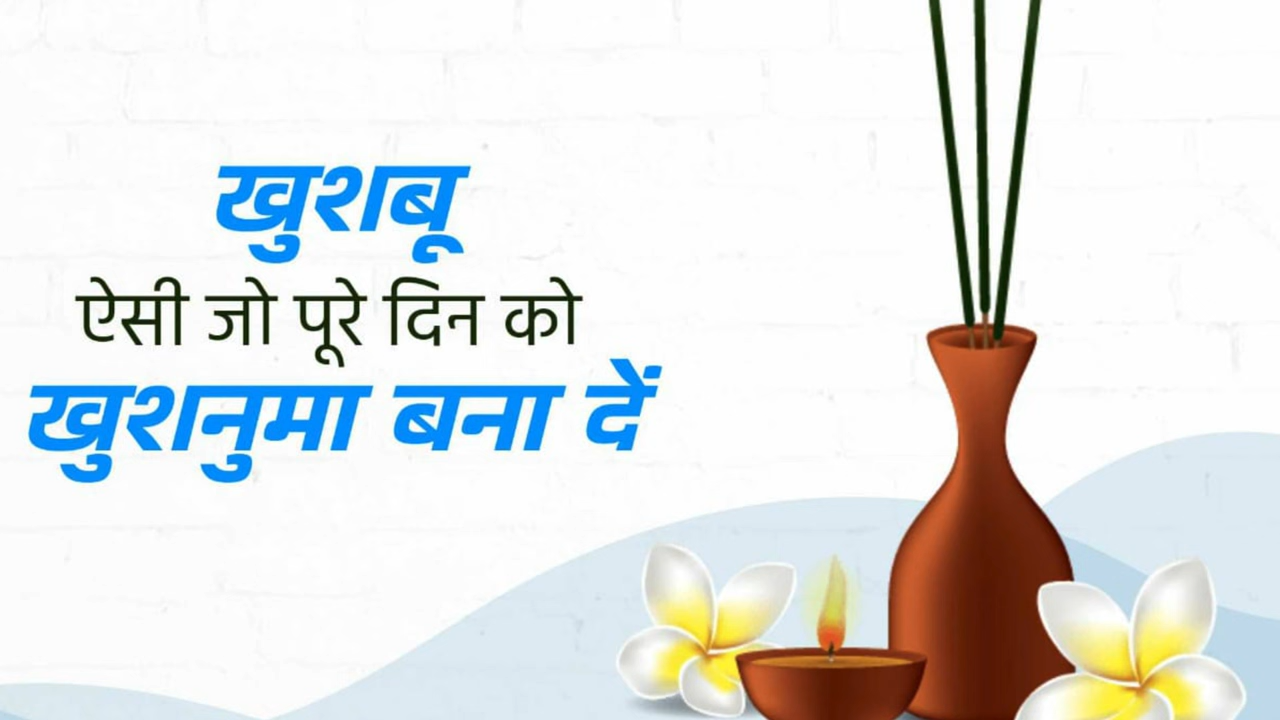 खुशबू
ऐसी जो पूरे दिन को
खुशनुमा बना दें